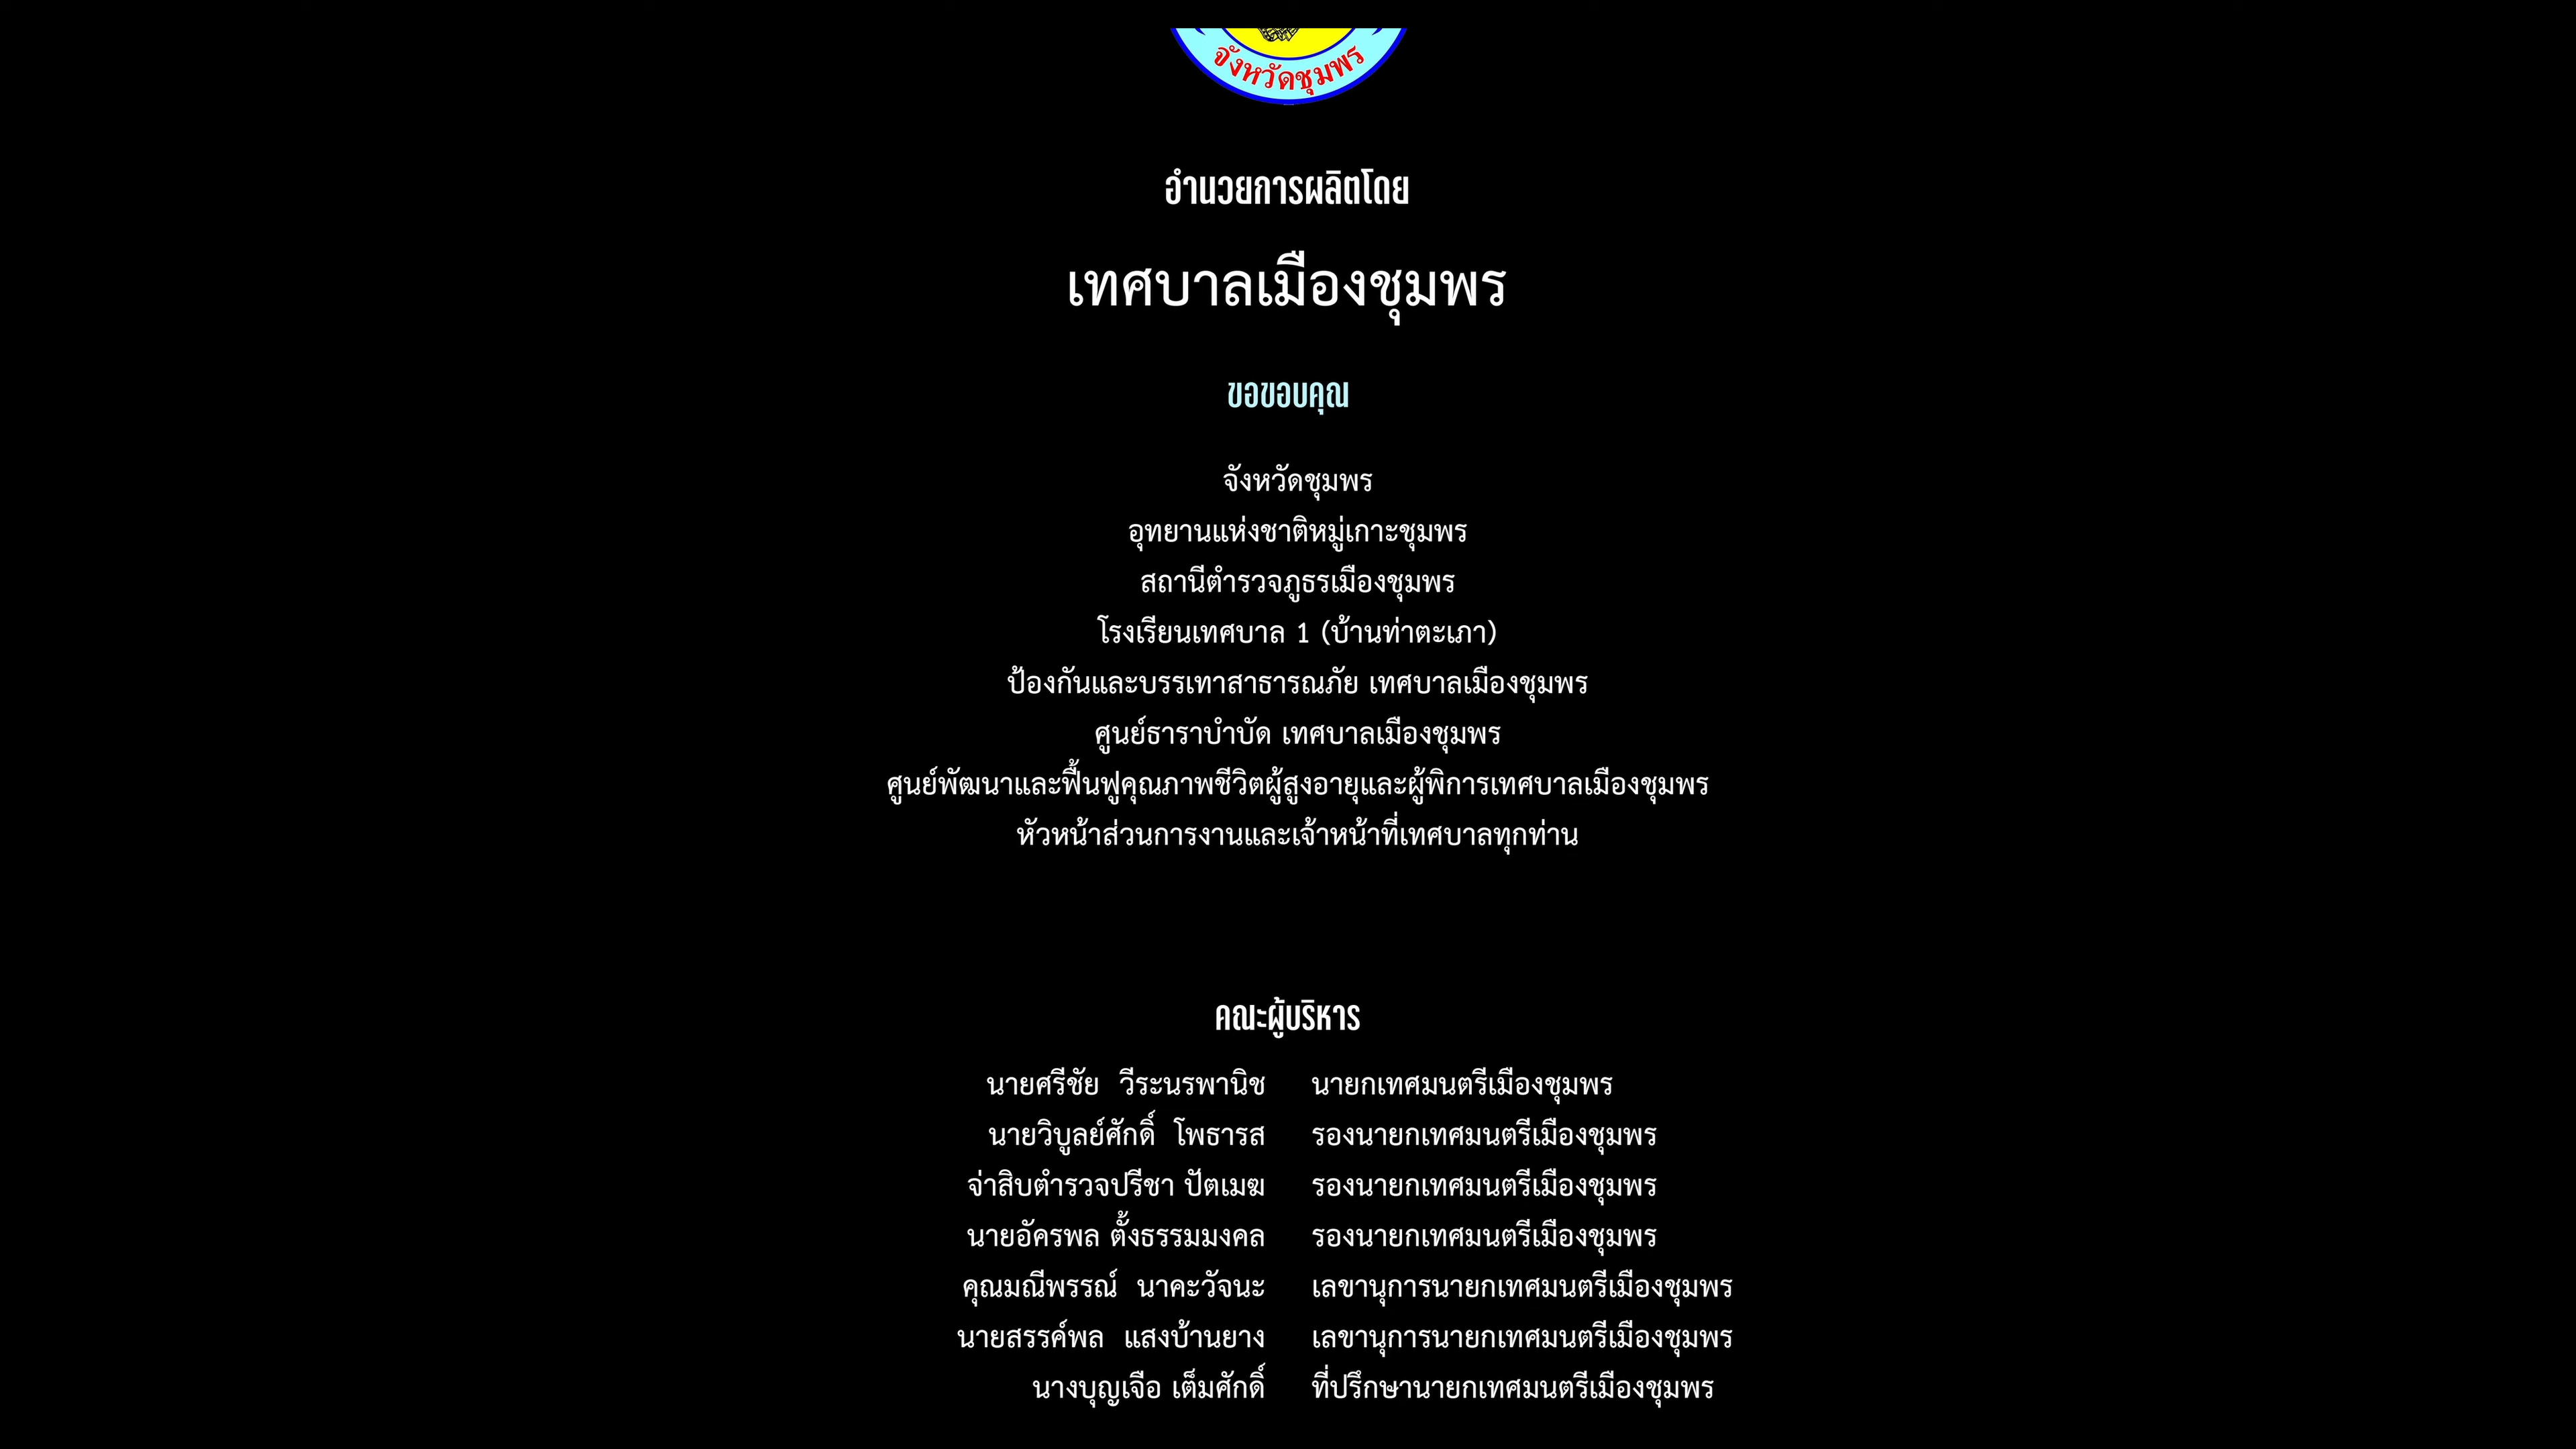 จังหวัดชุมพร
อำนวยการผลิตโดย
เทศบาลเมืองชุมพร
ขอขอบคุณ
จังหวัดชุมพร
อุทยานแห่งชาติหมู่เกาะชุมพร
สถานีตำรวจภูธรเมืองชุมพร
โรงเรียนเทศบาล 1 (บ้านท่าตะเภา)
ป้องกันและบรรเทาสาธารณภัย เทศบาลเมืองชุมพร
ศูนย์ธาราบำบัด เทศบาลเมืองชุมพร
ศูนย์พัฒนาและฟื้นฟูคุณภาพชีวิตผู้สูงอายุและผู้พิการเทศบาลเมืองชุมพร
หัวหน้าส่วนการงานและเจ้าหน้าที่เทศบาลทุกท่าน
คณะผู้บริหาร
นายศรีชัย วีระนรพานิช นายกเทศมนตรีเมืองชุมพร
นายวิบูลย์ศักดิ์ โพธารส รองนายกเทศมนตรีเมืองชุมพร
จ่าสิบตำรวจปรีชา ปัตเมฆ รองนายกเทศมนตรีเมืองชุมพร
นายอัครพล ตั้งธรรมมงคล รองนายกเทศมนตรีเมืองชุมพร
คุณมณีพรรณ์ นาคะวัจนะ เลขานุการนายกเทศมนตรีเมืองชุมพร
นายสรรค์พล แสงบ้านยาง เลขานุการนายกเทศมนตรีเมืองชุมพร
นางบุญเจือ เต็มศักดิ์ ที่ปรึกษานายกเทศมนตรีเมืองชุมพร